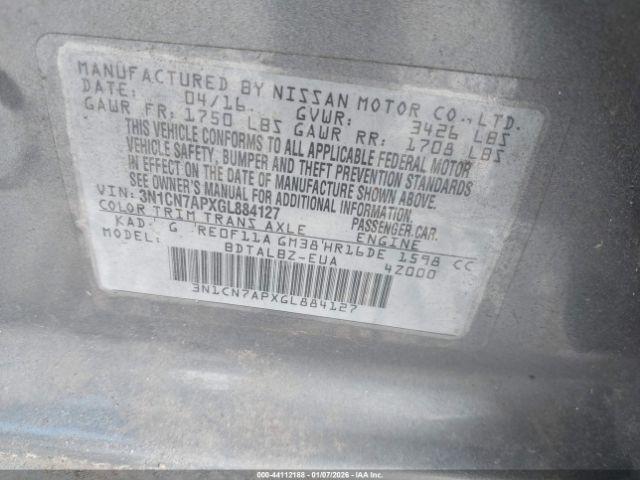 MANUFACTURED BY NISSAN MOTOR CO., LTD.
DATE: 04/16 GVWR: 3426 LBS
GAWR FR: 1750 LBS GAWR RR: 1708 LBS
THIS VEHICLE CONFORMS TO ALL APPLICABLE FEDERAL MOTOR
VEHICLE SAFETY, BUMPER AND THEFT PREVENTION STANDARDS
IN EFFECT ON THE DATE OF MANUFACTURE SHOWN ABOVE.
SEE OWNER'S MANUAL FOR ADDITIONAL INFORMATION.
VIN: 3N1CN7APXGL884127 PASSENGER CAR
COLOR TRIM TRANS AXLE ENGINE
KAD G RE0F11A GM38 HR16DE 1598 CC
MODEL: BDTALBZ-EUA 42000
3N1CN7APXGL884127
000-44112188 - 01/07/2026 - IAA Inc.